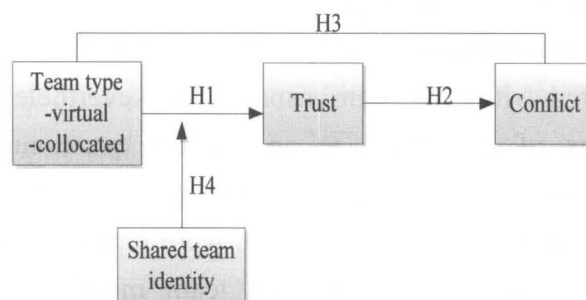 H3
Team type
-virtual
-collocated
H1
Trust
H2
Conflict
H4
Shared team
identity